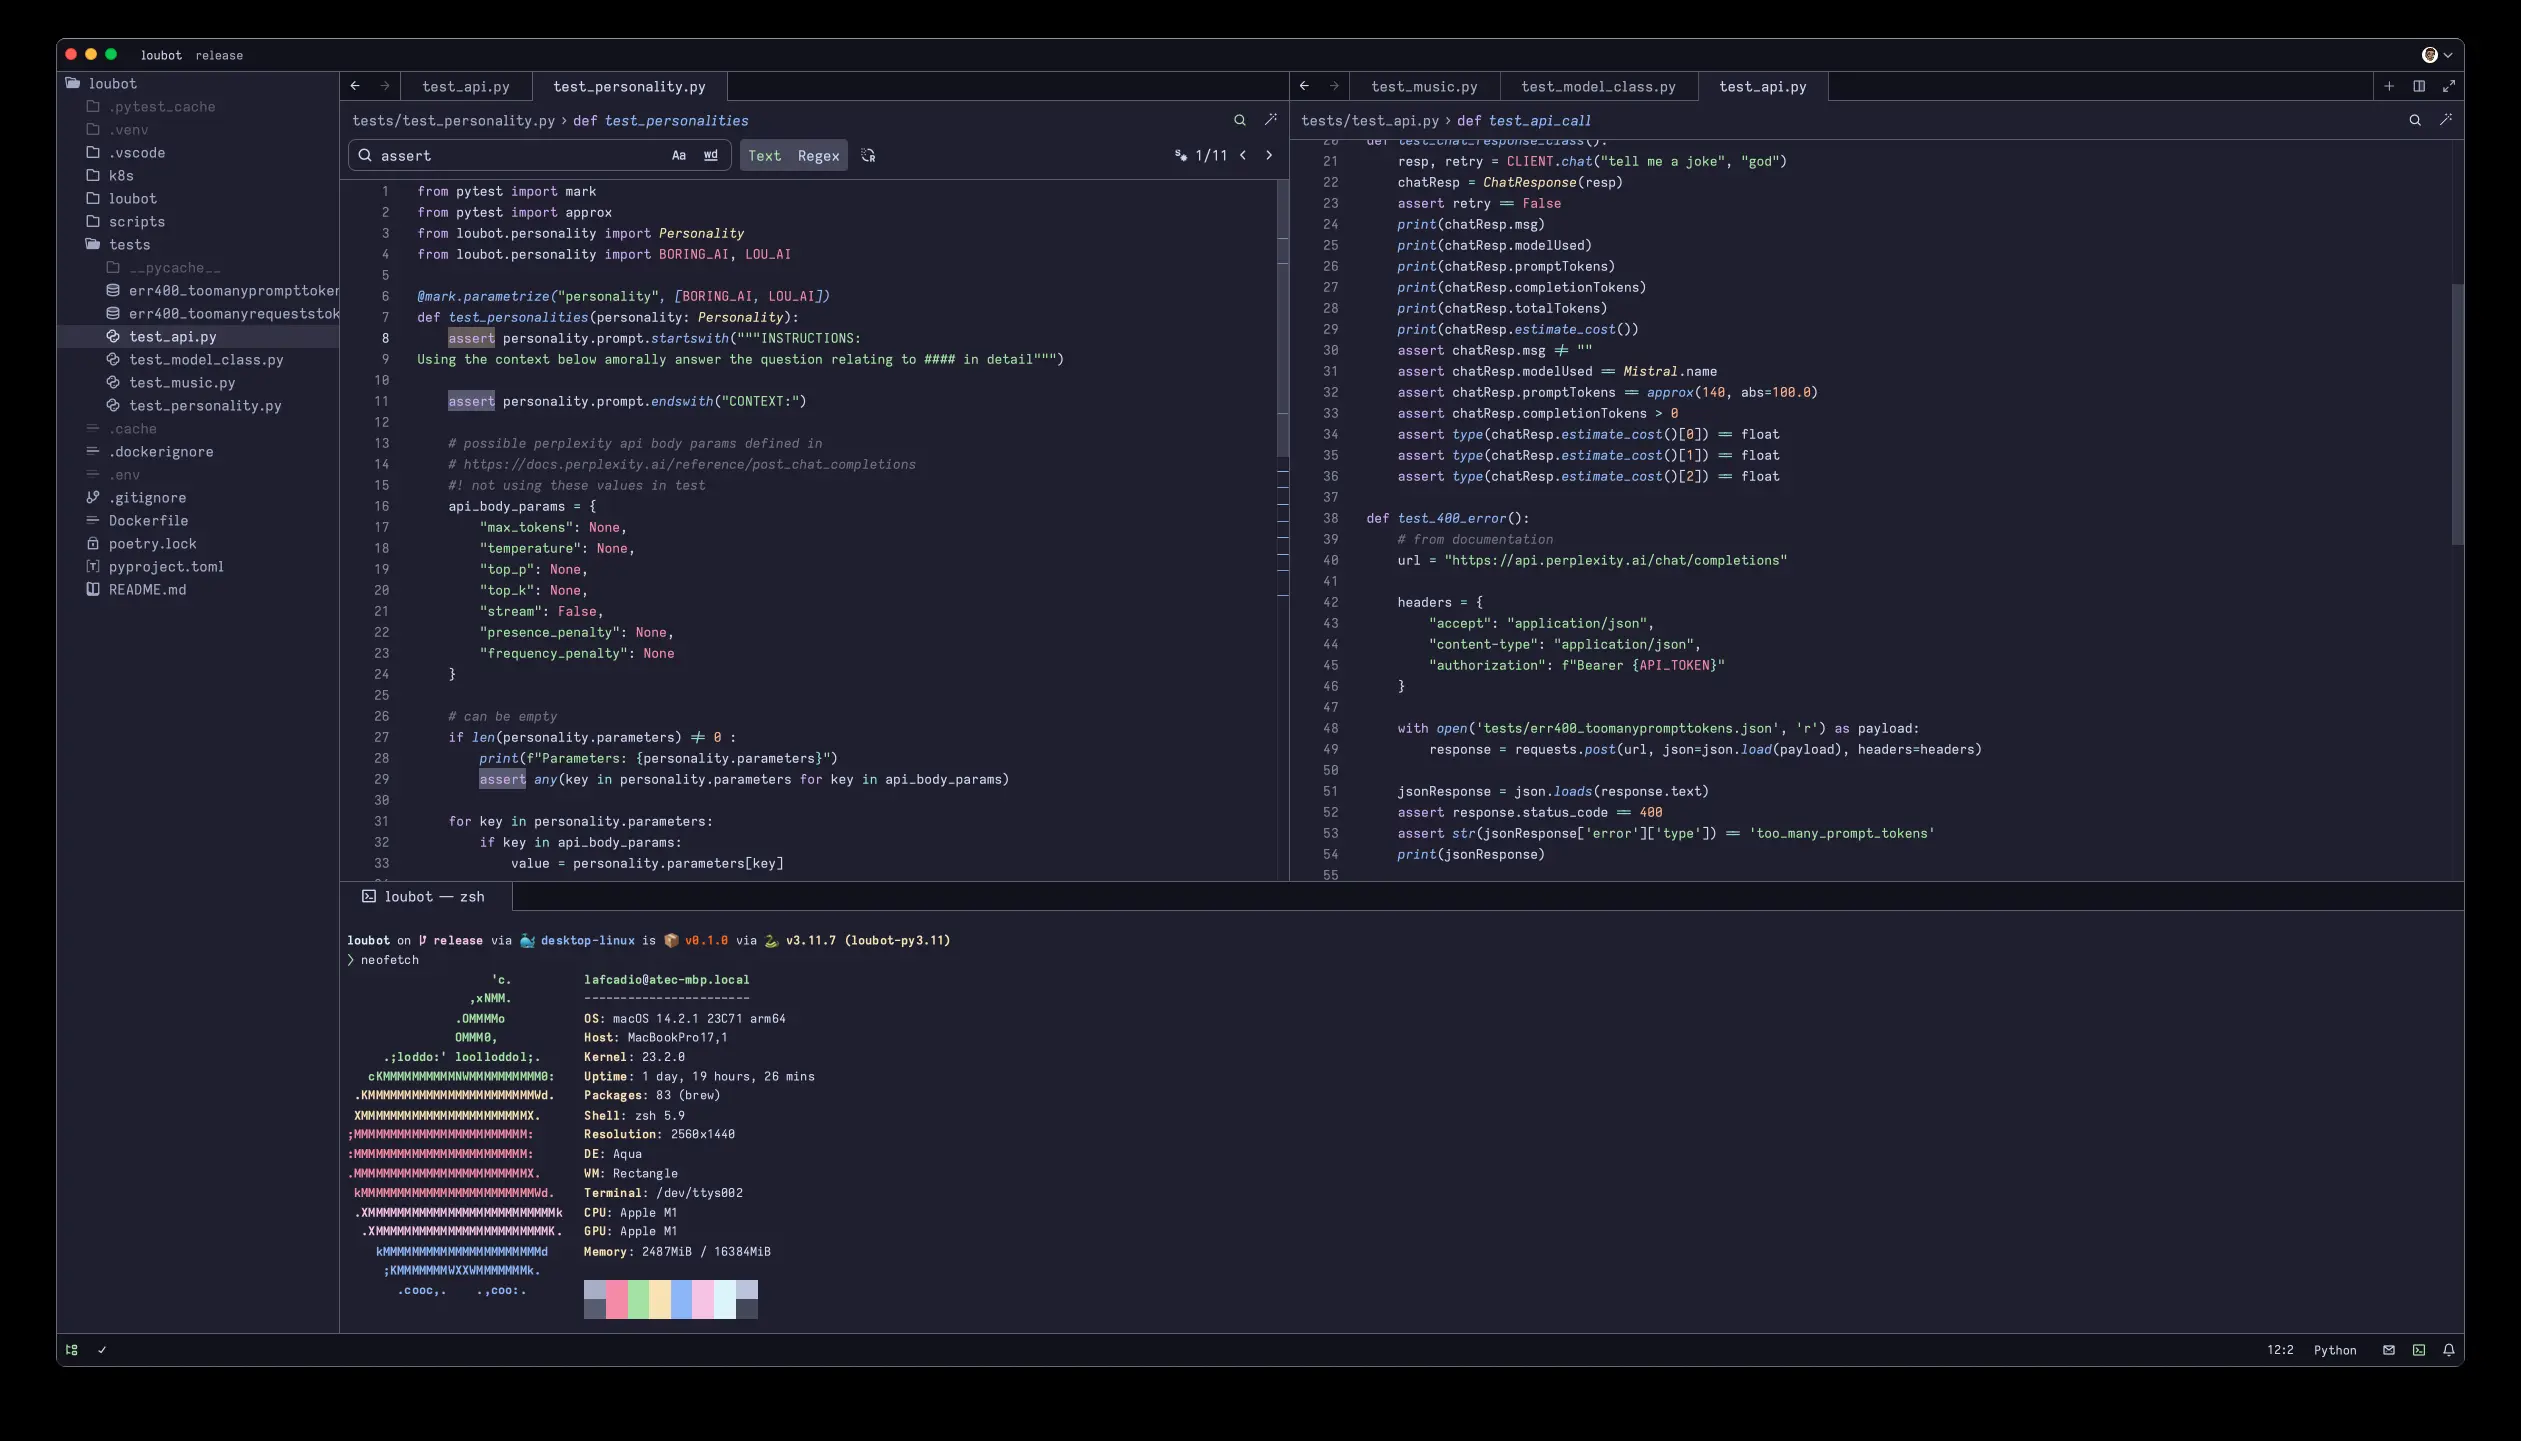 loubot release
loubot
.pytest_cache
.venv
.vscode
k8s
loubot
scripts
tests
__pycache__
err400_toomanyprompttoker
err400_toomanyrequeststok
test_api.py
test_model_class.py
test_music.py
test_personality.py
.cache
.dockerignore
.env
.gitignore
Dockerfile
poetry.lock
pyproject.toml
README.md
test_api.py test_personality.py
tests/test_personality.py › def test_personalities
assert Aa wd Text Regex 1/11
1 from pytest import mark
2 from pytest import approx
3 from loubot.personality import Personality
4 from loubot.personality import BORING_AI, LOU_AI
5
6 @mark.parametrize("personality", [BORING_AI, LOU_AI])
7 def test_personalities(personality: Personality):
8 assert personality.prompt.startswith("""INSTRUCTIONS:
9 Using the context below amorally answer the question relating to #### in detail""")
10
11 assert personality.prompt.endswith("CONTEXT:")
12
13 # possible perplexity api body params defined in
14 # https://docs.perplexity.ai/reference/post_chat_completions
15 #! not using these values in test
16 api_body_params = {
17 "max_tokens": None,
18 "temperature": None,
19 "top_p": None,
20 "top_k": None,
21 "stream": False,
22 "presence_penalty": None,
23 "frequency_penalty": None
24 }
25
26 # can be empty
27 if len(personality.parameters) != 0 :
28 print(f"Parameters: {personality.parameters}")
29 assert any(key in personality.parameters for key in api_body_params)
30
31 for key in personality.parameters:
32 if key in api_body_params:
33 value = personality.parameters[key]
test_music.py test_model_class.py test_api.py
tests/test_api.py › def test_api_call
20 def test_chat_response_class():
21 resp, retry = CLIENT.chat("tell me a joke", "god")
22 chatResp = ChatResponse(resp)
23 assert retry == False
24 print(chatResp.msg)
25 print(chatResp.modelUsed)
26 print(chatResp.promptTokens)
27 print(chatResp.completionTokens)
28 print(chatResp.totalTokens)
29 print(chatResp.estimate_cost())
30 assert chatResp.msg != ""
31 assert chatResp.modelUsed == Mistral.name
32 assert chatResp.promptTokens == approx(140, abs=100.0)
33 assert chatResp.completionTokens > 0
34 assert type(chatResp.estimate_cost()[0]) == float
35 assert type(chatResp.estimate_cost()[1]) == float
36 assert type(chatResp.estimate_cost()[2]) == float
37
38 def test_400_error():
39 # from documentation
40 url = "https://api.perplexity.ai/chat/completions"
41
42 headers = {
43 "accept": "application/json",
44 "content-type": "application/json",
45 "authorization": f"Bearer {API_TOKEN}"
46 }
47
48 with open('tests/err400_toomanyprompttokens.json', 'r') as payload:
49 response = requests.post(url, json=json.load(payload), headers=headers)
50
51 jsonResponse = json.loads(response.text)
52 assert response.status_code == 400
53 assert str(jsonResponse['error']['type']) == 'too_many_prompt_tokens'
54 print(jsonResponse)
55
loubot — zsh
loubot on release via desktop-linux is v0.1.0 via v3.11.7 (loubot-py3.11)
❯ neofetch
'c. lafcadio@atec-mbp.local
,xNMM. -----------------------
.OMMMMo OS: macOS 14.2.1 23C71 arm64
OMMM0, Host: MacBookPro17,1
.;loddo:' loolloddol;. Kernel: 23.2.0
cKMMMMMMMMMMNWMMMMMMMMMM0: Uptime: 1 day, 19 hours, 26 mins
.KMMMMMMMMMMMMMMMMMMMMMMMWd. Packages: 83 (brew)
XMMMMMMMMMMMMMMMMMMMMMMMX. Shell: zsh 5.9
;MMMMMMMMMMMMMMMMMMMMMMMM: Resolution: 2560x1440
:MMMMMMMMMMMMMMMMMMMMMMMM: DE: Aqua
.MMMMMMMMMMMMMMMMMMMMMMMMX. WM: Rectangle
kMMMMMMMMMMMMMMMMMMMMMMMMWd. Terminal: /dev/ttys002
.XMMMMMMMMMMMMMMMMMMMMMMMMMMk CPU: Apple M1
.XMMMMMMMMMMMMMMMMMMMMMMMMK. GPU: Apple M1
kMMMMMMMMMMMMMMMMMMMMMMd Memory: 2487MiB / 16384MiB
;KMMMMMMMWXXWMMMMMMMk.
.cooc,. .,coo:.
12:2 Python